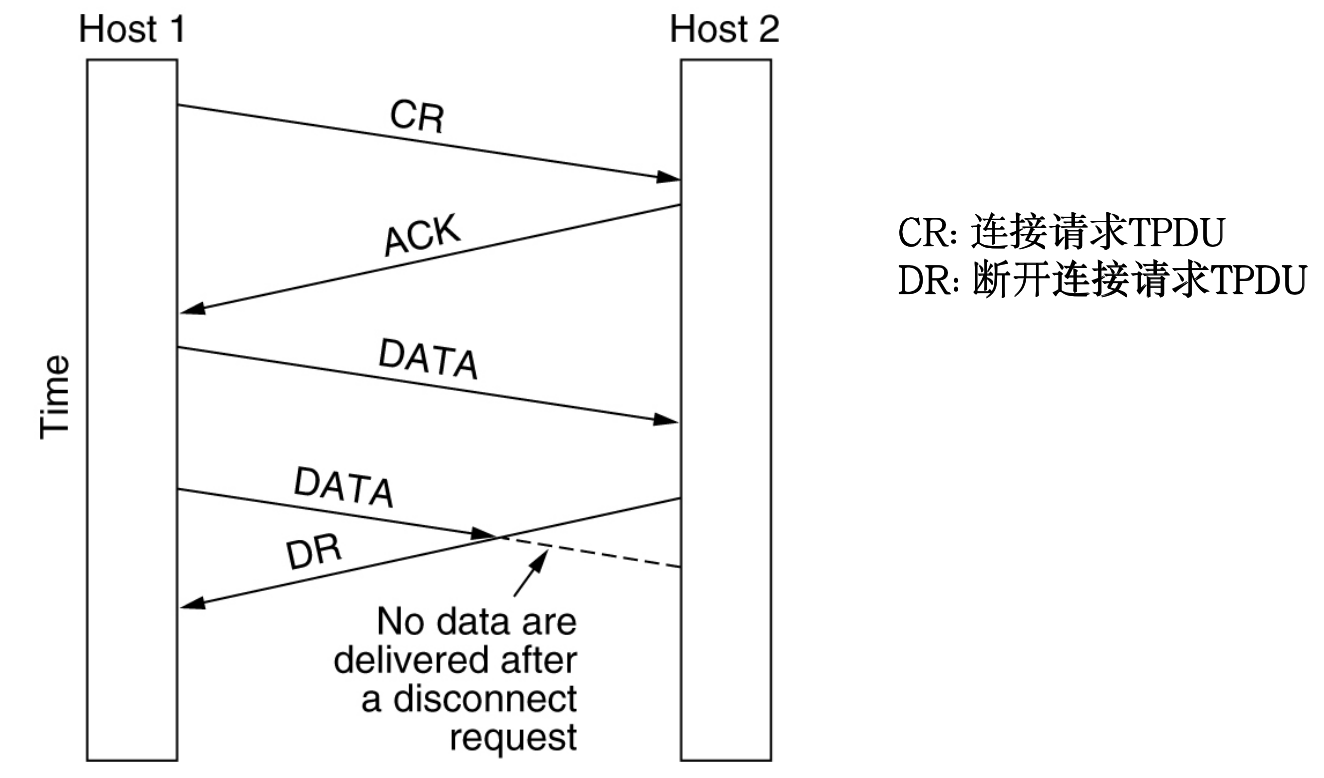 Host 1
Host 2
CR
ACK
DATA
Time
DATA
DR
No data are
delivered after
a disconnect
request
CR: 连接请求TPDU
DR: 断开连接请求TPDU